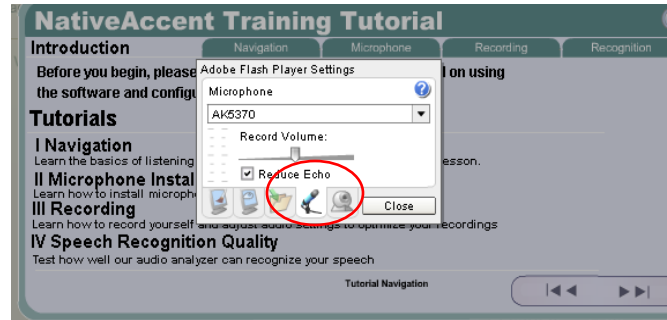 NativeAccent Training Tutorial
Introduction
Navigation
Microphone
Recording
Recognition
Before you begin, please
l on using
the software and configu
Adobe Flash Player Settings
Microphone
AK5370
Record Volume:
Reduce Echo
Close
Tutorials
I Navigation
Learn the basics of listening
esson.
II Microphone Instal
Learn how to install microph
III Recording
Learn how to record yourself and adjust audio settings to optimize your recordings
IV Speech Recognition Quality
Test how well our audio analyzer can recognize your speech
Tutorial Navigation